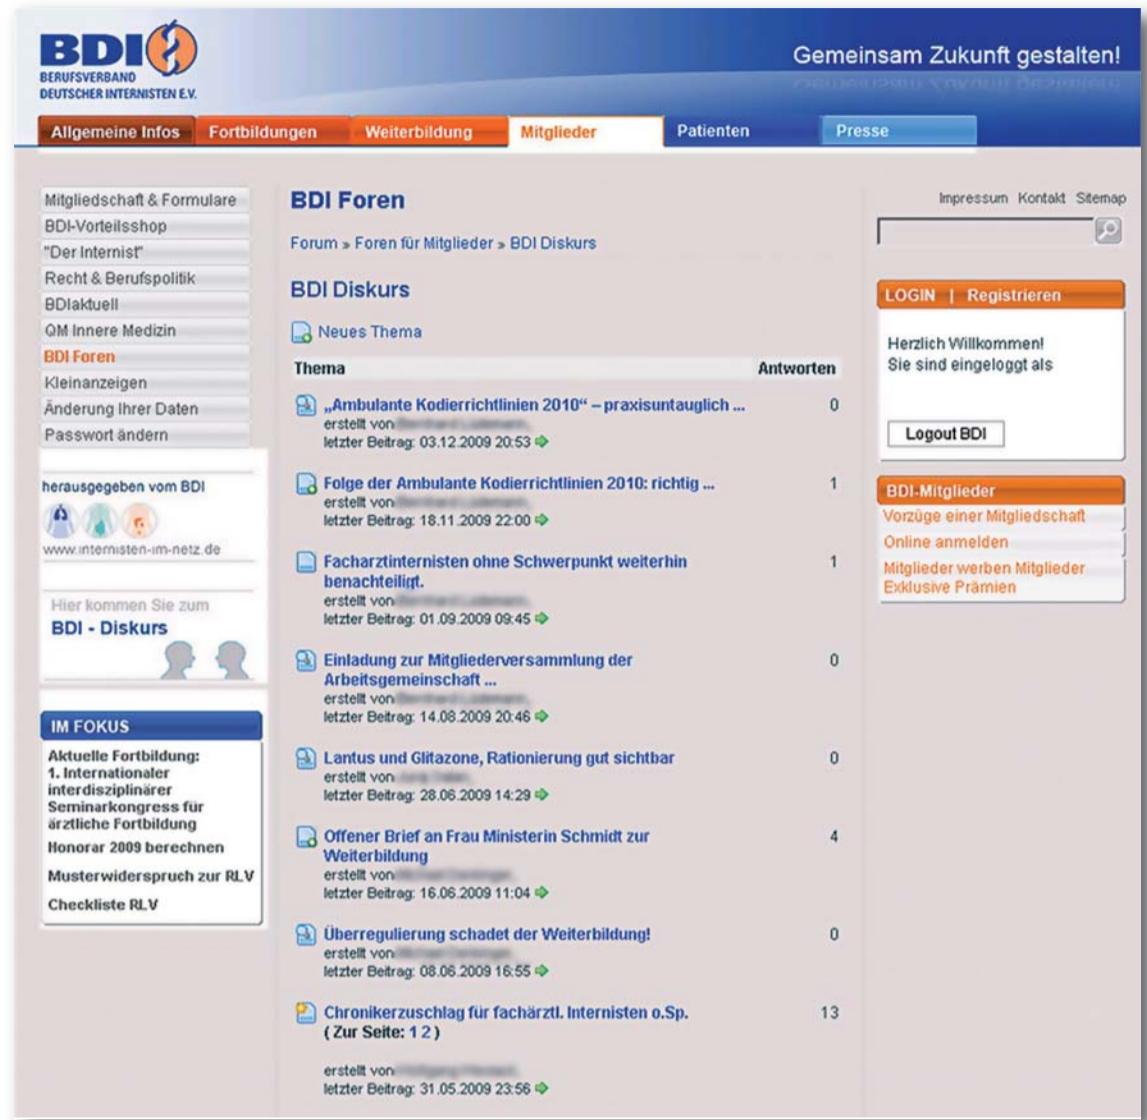 BDI
BERUFSVERBAND
DEUTSCHER INTERNISTEN E.V.
Gemeinsam Zukunft gestalten!
Allgemeine Infos
Fortbildungen
Weiterbildung
Mitglieder
Patienten
Presse
Mitgliedschaft & Formulare
BDI-Vorteilsshop
"Der Internist"
Recht & Berufspolitik
BDIaktuell
QM Innere Medizin
BDI Foren
Kleinanzeigen
Änderung Ihrer Daten
Passwort ändern
herausgegeben vom BDI
www.internisten-im-netz.de
Hier kommen Sie zum
BDI - Diskurs
IM FOKUS
Aktuelle Fortbildung:
1. Internationaler
interdisziplinärer
Seminarkongress für
ärztliche Fortbildung
Honorar 2009 berechnen
Musterwiderspruch zur RLV
Checkliste RLV
BDI Foren
Forum » Foren für Mitglieder » BDI Diskurs
BDI Diskurs
Neues Thema
Thema Antworten
„Ambulante Kodierrichtlinien 2010“ – praxisuntauglich ... 0
erstellt von
letzter Beitrag: 03.12.2009 20:53
Folge der Ambulante Kodierrichtlinien 2010: richtig ... 1
erstellt von
letzter Beitrag: 18.11.2009 22:00
Facharztinternisten ohne Schwerpunkt weiterhin 1
benachteiligt.
erstellt von
letzter Beitrag: 01.09.2009 09:45
Einladung zur Mitgliederversammlung der 0
Arbeitsgemeinschaft ...
erstellt von
letzter Beitrag: 14.08.2009 20:46
Lantus und Glitazone, Rationierung gut sichtbar 0
erstellt von
letzter Beitrag: 28.06.2009 14:29
Offener Brief an Frau Ministerin Schmidt zur 4
Weiterbildung
erstellt von
letzter Beitrag: 16.06.2009 11:04
Überregulierung schadet der Weiterbildung! 0
erstellt von
letzter Beitrag: 08.06.2009 16:55
Chronikerzuschlag für fachärztl. Internisten o.Sp. 13
( Zur Seite: 1 2 )
erstellt von
letzter Beitrag: 31.05.2009 23:56
Impressum Kontakt Sitemap
LOGIN | Registrieren
Herzlich Willkommen!
Sie sind eingeloggt als
Logout BDI
BDI-Mitglieder
Vorzüge einer Mitgliedschaft
Online anmelden
Mitglieder werben Mitglieder
Exklusive Prämien